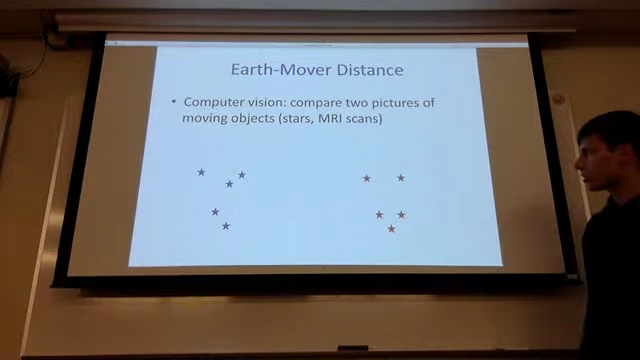 Earth-Mover Distance
• Computer vision: compare two pictures of
moving objects (stars, MRI scans)